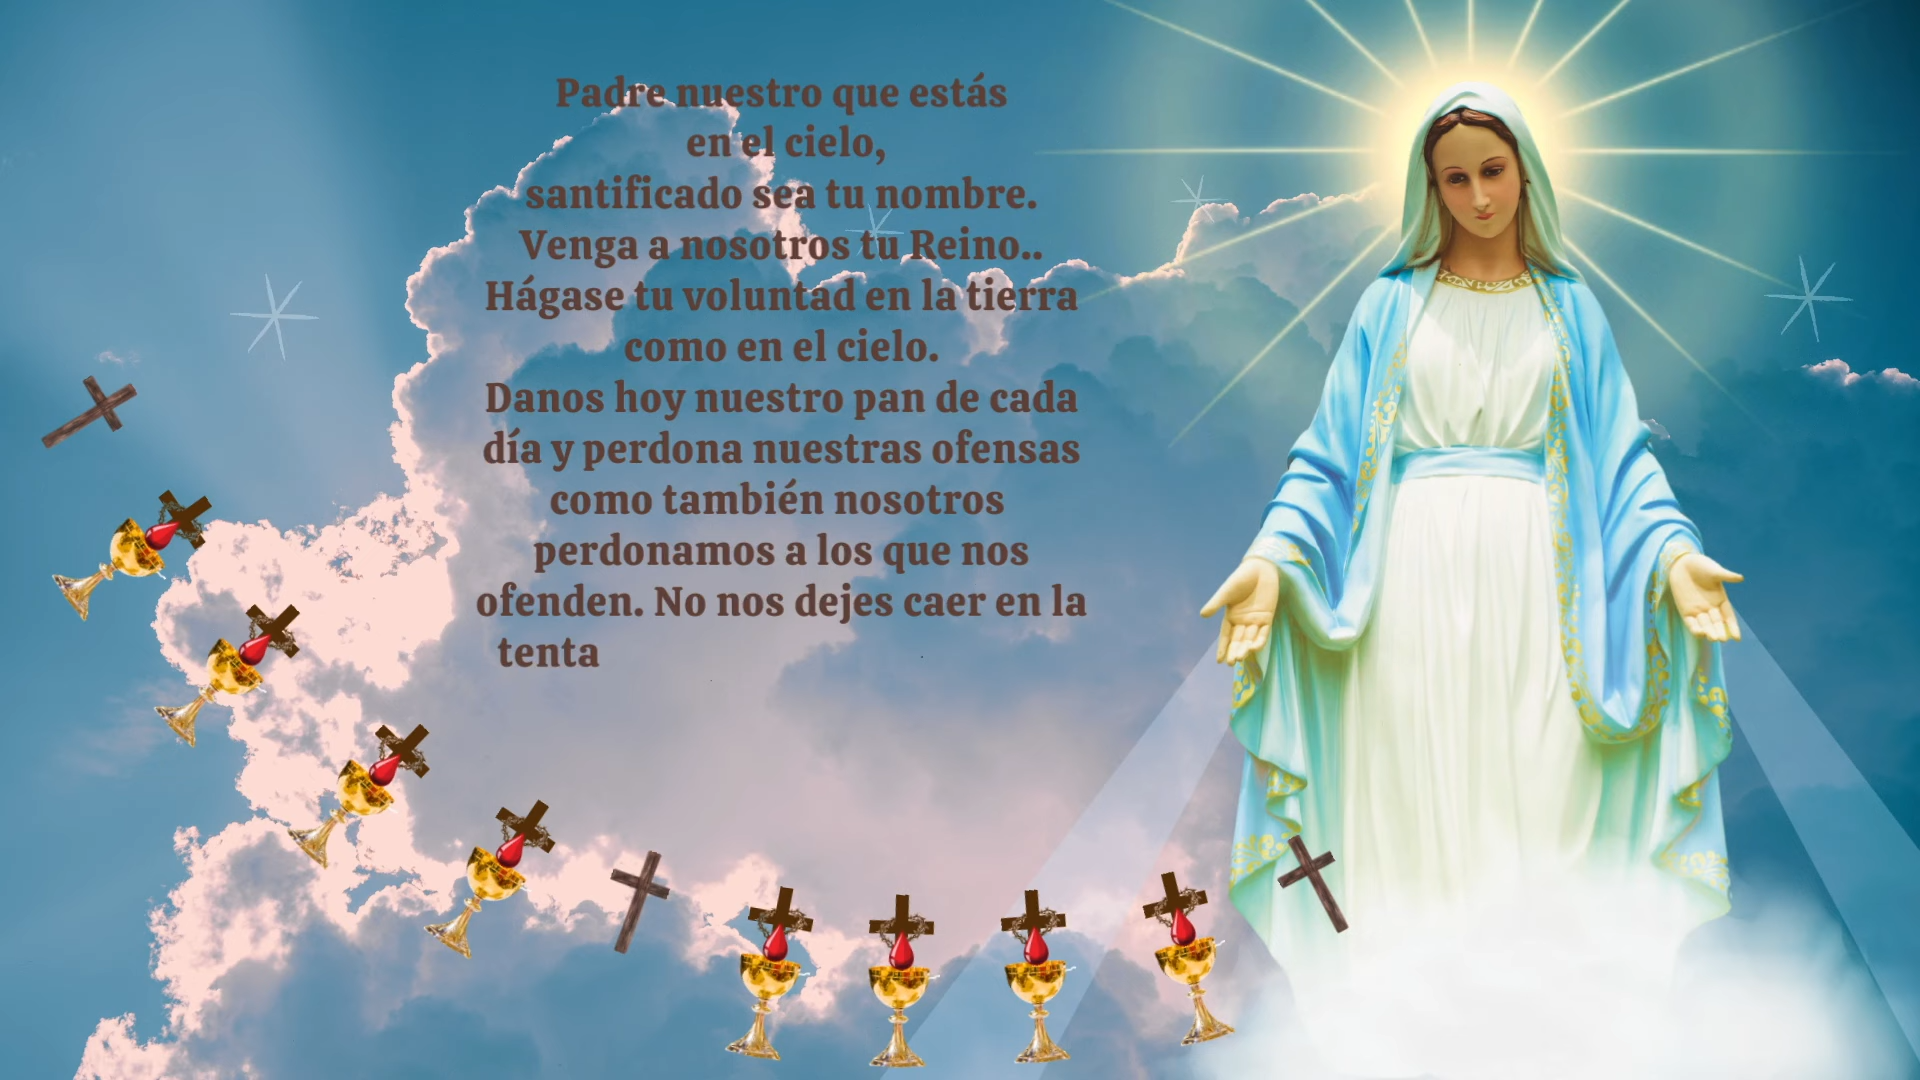 Padre nuestro que estás
en el cielo,
santificado sea tu nombre.
Venga a nosotros tu Reino..
Hágase tu voluntad en la tierra
como en el cielo.
Danos hoy nuestro pan de cada
día y perdona nuestras ofensas
como también nosotros
perdonamos a los que nos
ofenden. No nos dejes caer en la
tenta